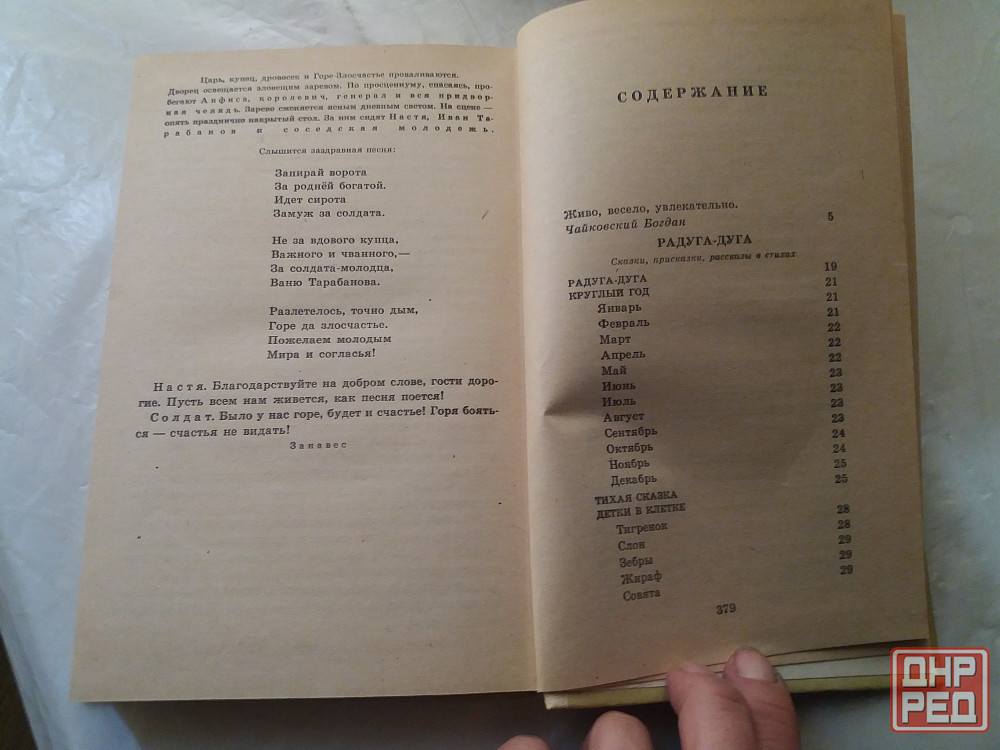 Царь, купец, дровосек и Горе-Злосчастье проваливаются.
Дворец освещается зловещим заревом. По просцениуму, спасаясь, про-
бегают Анфиса, королевич, генерал и вся придвор-
ная челядь. Зарево сменяется ясным дневным светом. На сцене —
опять празднично накрытый стол. За ним сидят Настя, Иван Та-
рабанов и соседская молодежь.
Слышится заздравная песня:
Запирай ворота
За роднёй богатой.
Идет сирота
Замуж за солдата.
Не за вдового купца,
Важного и чванного,—
За солдата-молодца,
Ваню Тарабанова.
Разлетелось, точно дым,
Горе да злосчастье.
Пожелаем молодым
Мира и согласья!
Настя. Благодарствуйте на добром слове, гости доро-
гие. Пусть всем нам живется, как песня поется!
Солдат. Было у нас горе, будет и счастье! Горя боять-
ся — счастья не видать!
Занавес
СОДЕРЖАНИЕ
Живо, весело, увлекательно.
Чайковский Богдан 5
РАДУГА-ДУГА
Сказки, присказки, рассказы в стихах
РАДУГА-ДУГА 19
КРУГЛЫЙ ГОД 21
Январь 21
Февраль 21
Март 22
Апрель 22
Май 22
Июнь 23
Июль 23
Август 23
Сентябрь 23
Октябрь 24
Ноябрь 24
Декабрь 25
ТИХАЯ СКАЗКА 25
ДЕТКИ В КЛЕТКЕ
Тигренок 28
Слон 28
Зебры 29
Жираф 29
Совята 29
379
ДНР
РЕД